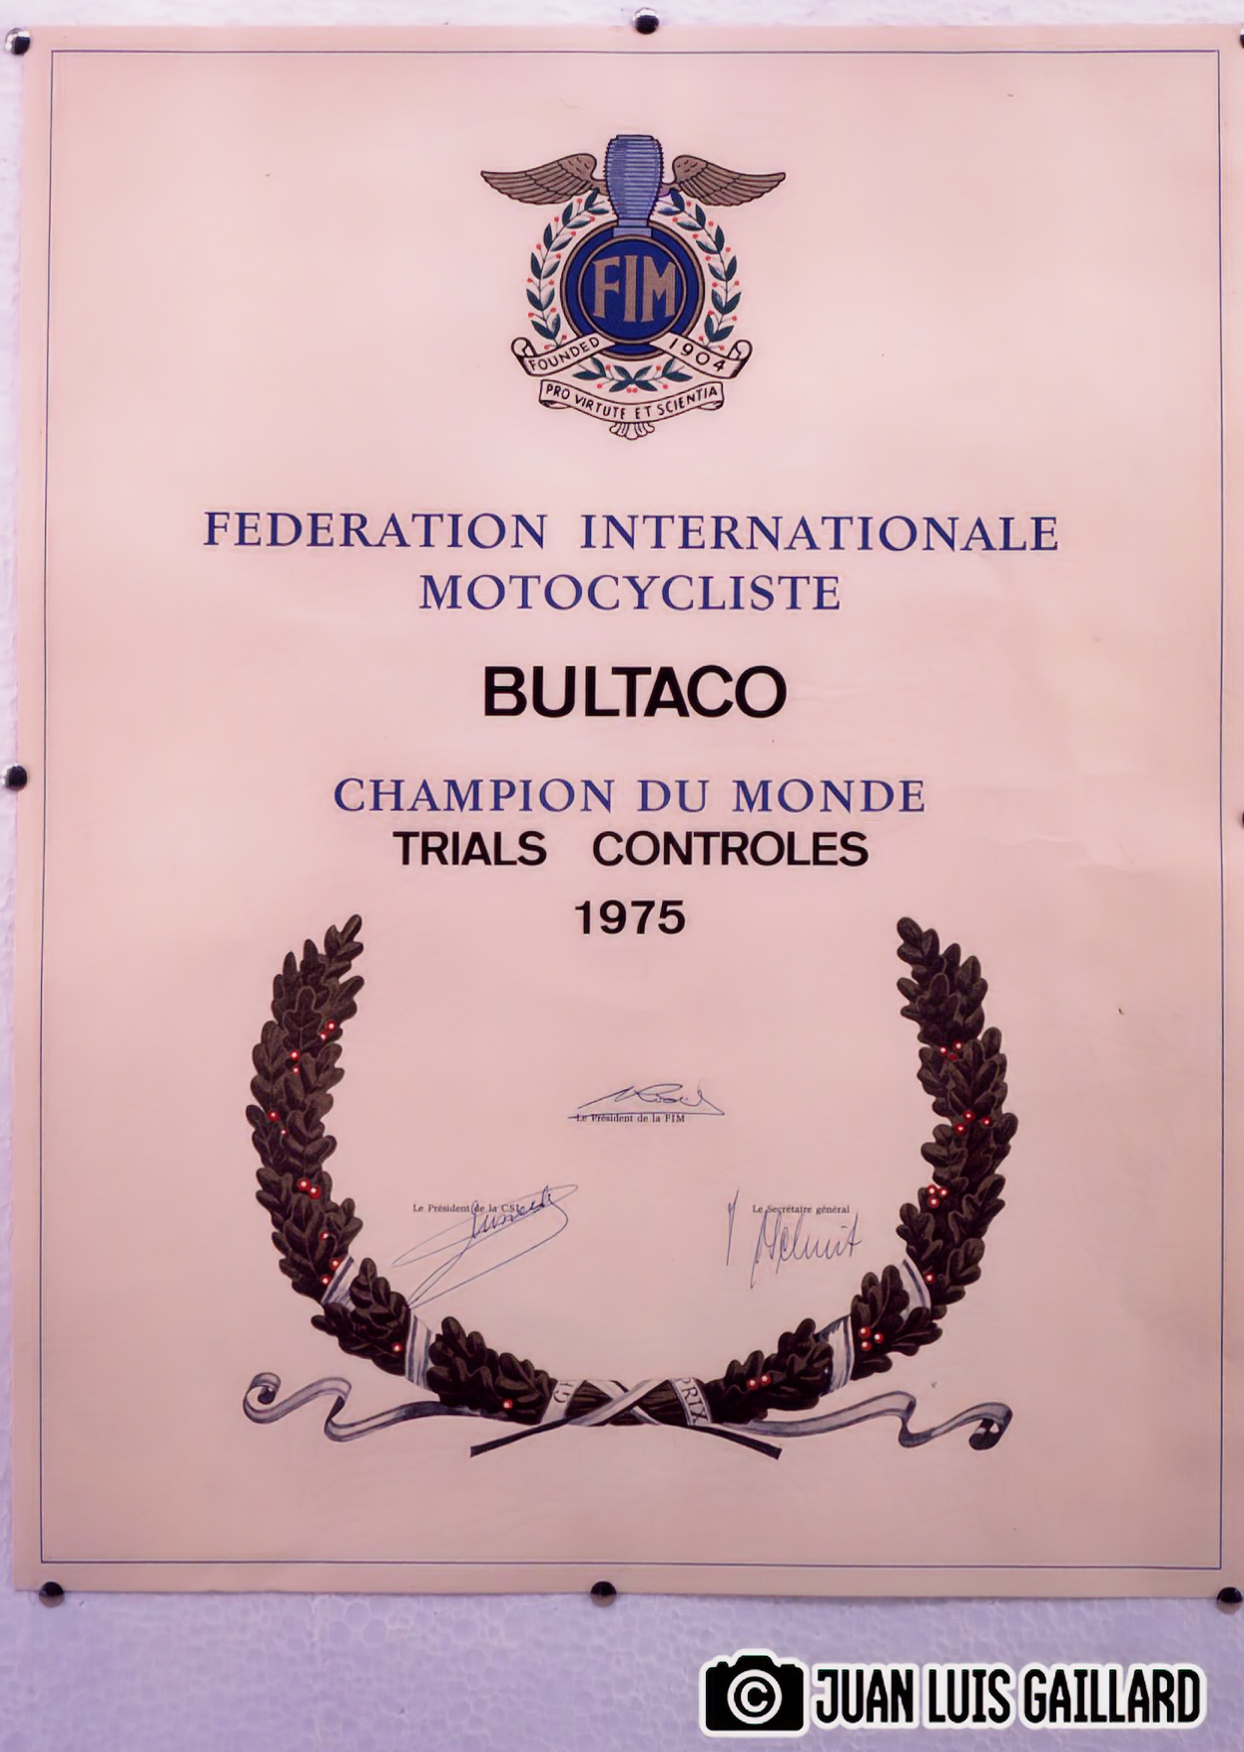 FIM
FOUNDED 1904
PRO VIRTUTE ET SCIENTIA
FEDERATION INTERNATIONALE
MOTOCYCLISTE
BULTACO
CHAMPION DU MONDE
TRIALS CONTROLES
1975
Le Président de la FIM
Le Président de la CSI
Le Secrétaire général
PRIX
© JUAN LUIS GAILLARD